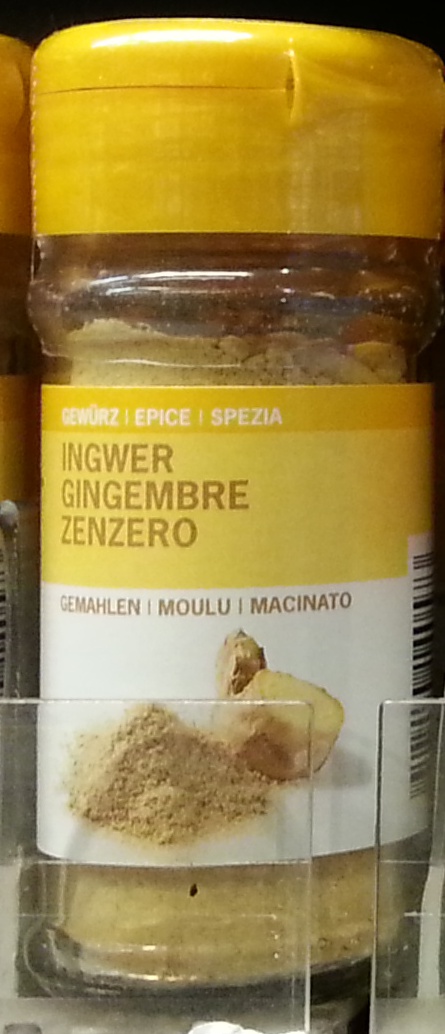 GEWÜRZ | EPICE | SPEZIA
INGWER
GINGEMBRE
ZENZERO
GEMAHLEN | MOULU | MACINATO